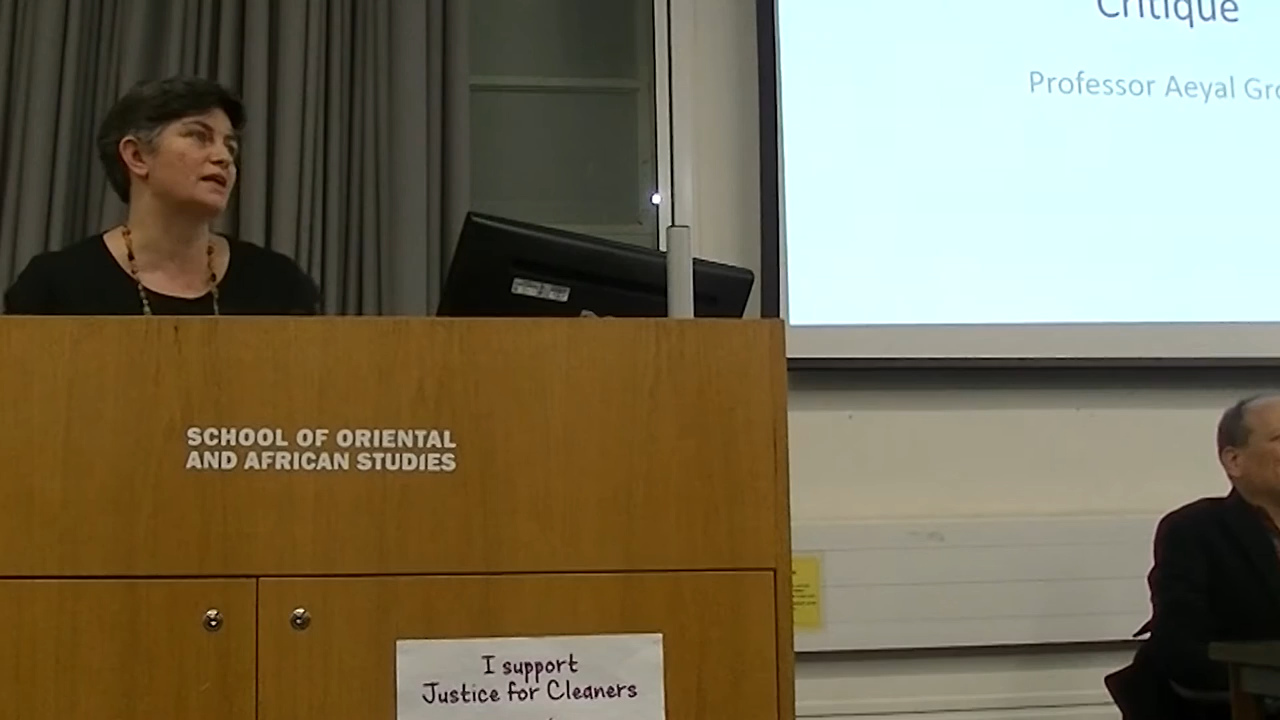 Critique
Professor Aeyal Gro
SCHOOL OF ORIENTAL
AND AFRICAN STUDIES
I support
Justice for Cleaners